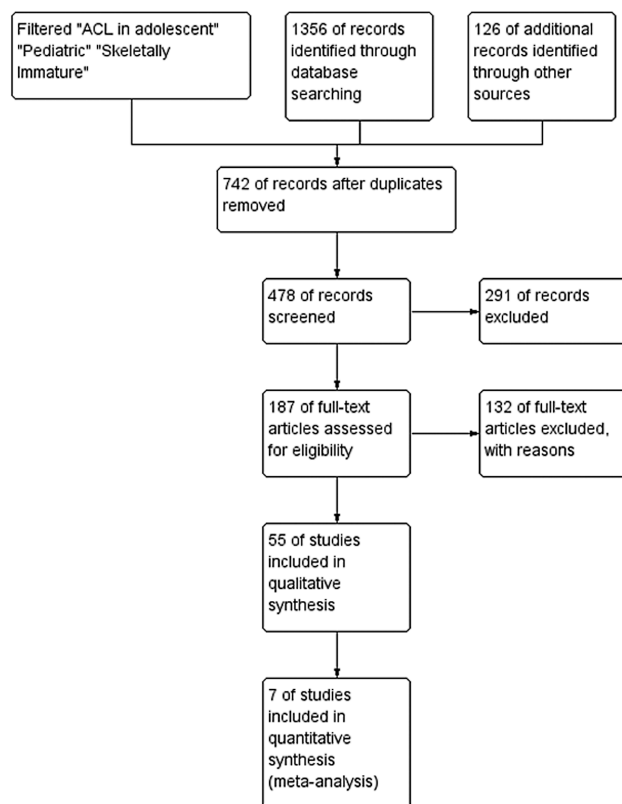 Filtered "ACL in adolescent"
"Pediatric" "Skeletally
Immature"
1356 of records
identified through
database
searching
126 of additional
records identified
through other
sources
742 of records after duplicates
removed
478 of records
screened
291 of records
excluded
187 of full-text
articles assessed
for eligibility
132 of full-text
articles excluded,
with reasons
55 of studies
included in
qualitative
synthesis
7 of studies
included in
quantitative
synthesis
(meta-analysis)